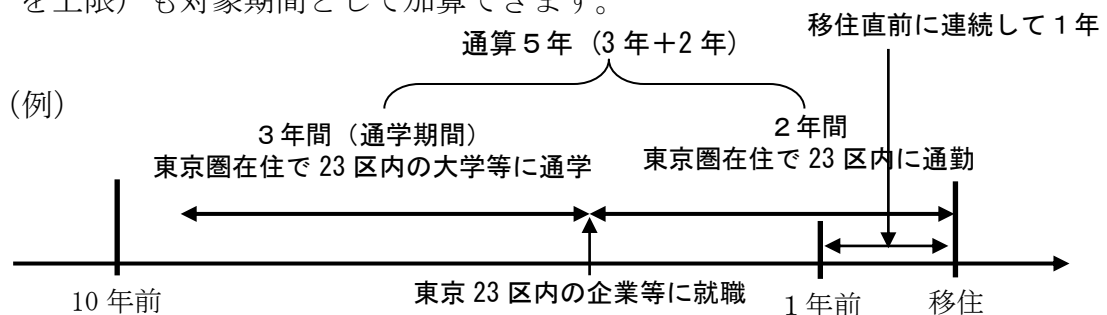 を上限）も対象期間として加算できます。
移住直前に連続して１年
通算５年（3 年＋2 年）
（例）
３年間（通学期間）
東京圏在住で 23 区内の大学等に通学
２年間
東京圏在住で 23 区内に通勤
東京 23 区内の企業等に就職
10 年前
１年前
移住